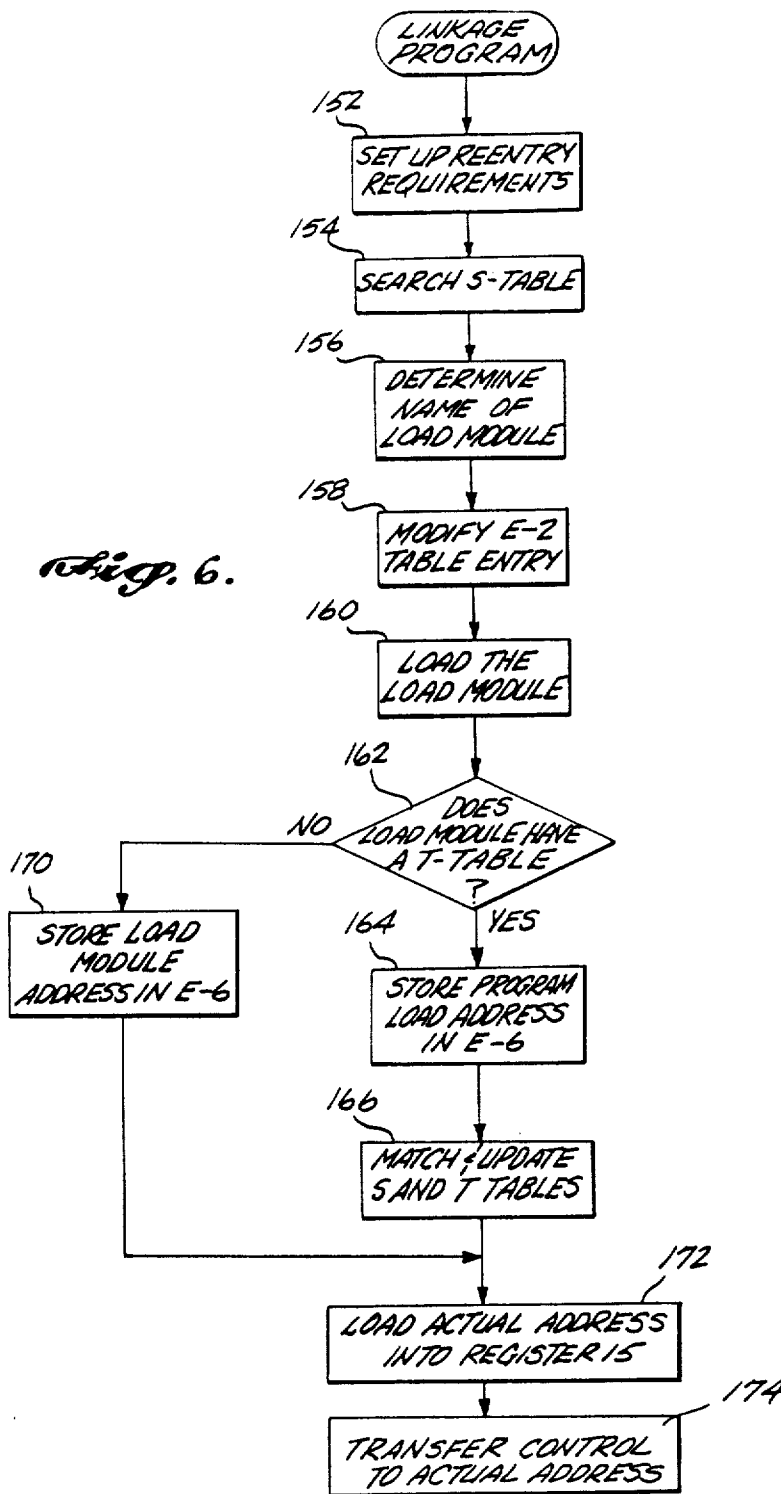 LINKAGE
PROGRAM
152
SET UP REENTRY
REQUIREMENTS
154
SEARCH S-TABLE
156
DETERMINE
NAME OF
LOAD MODULE
158
MODIFY E-2
TABLE ENTRY
Fig. 6.
160
LOAD THE
LOAD MODULE
162
DOES
LOAD MODULE HAVE
A T-TABLE
?
NO
YES
170
STORE LOAD
MODULE
ADDRESS IN E-6
164
STORE PROGRAM
LOAD ADDRESS
IN E-6
166
MATCH & UPDATE
S AND T TABLES
172
LOAD ACTUAL ADDRESS
INTO REGISTER 15
174
TRANSFER CONTROL
TO ACTUAL ADDRESS